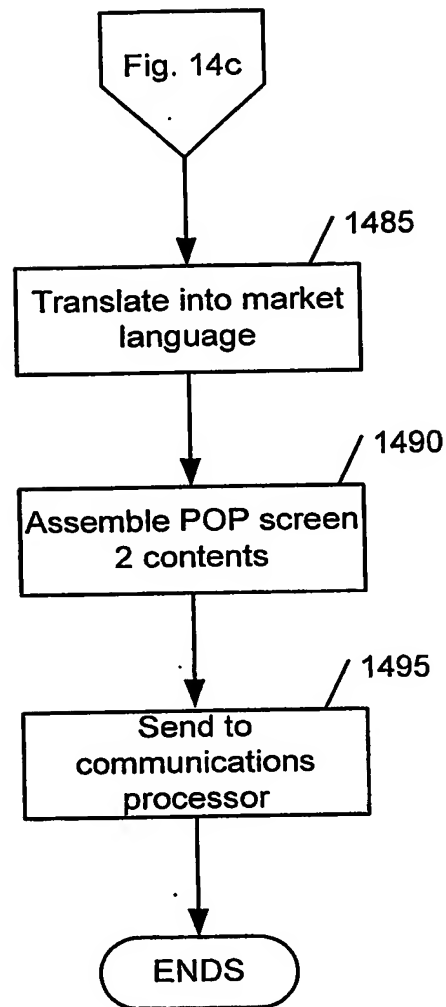 Fig. 14c
1485
Translate into market
language
1490
Assemble POP screen
2 contents
1495
Send to
communications
processor
ENDS